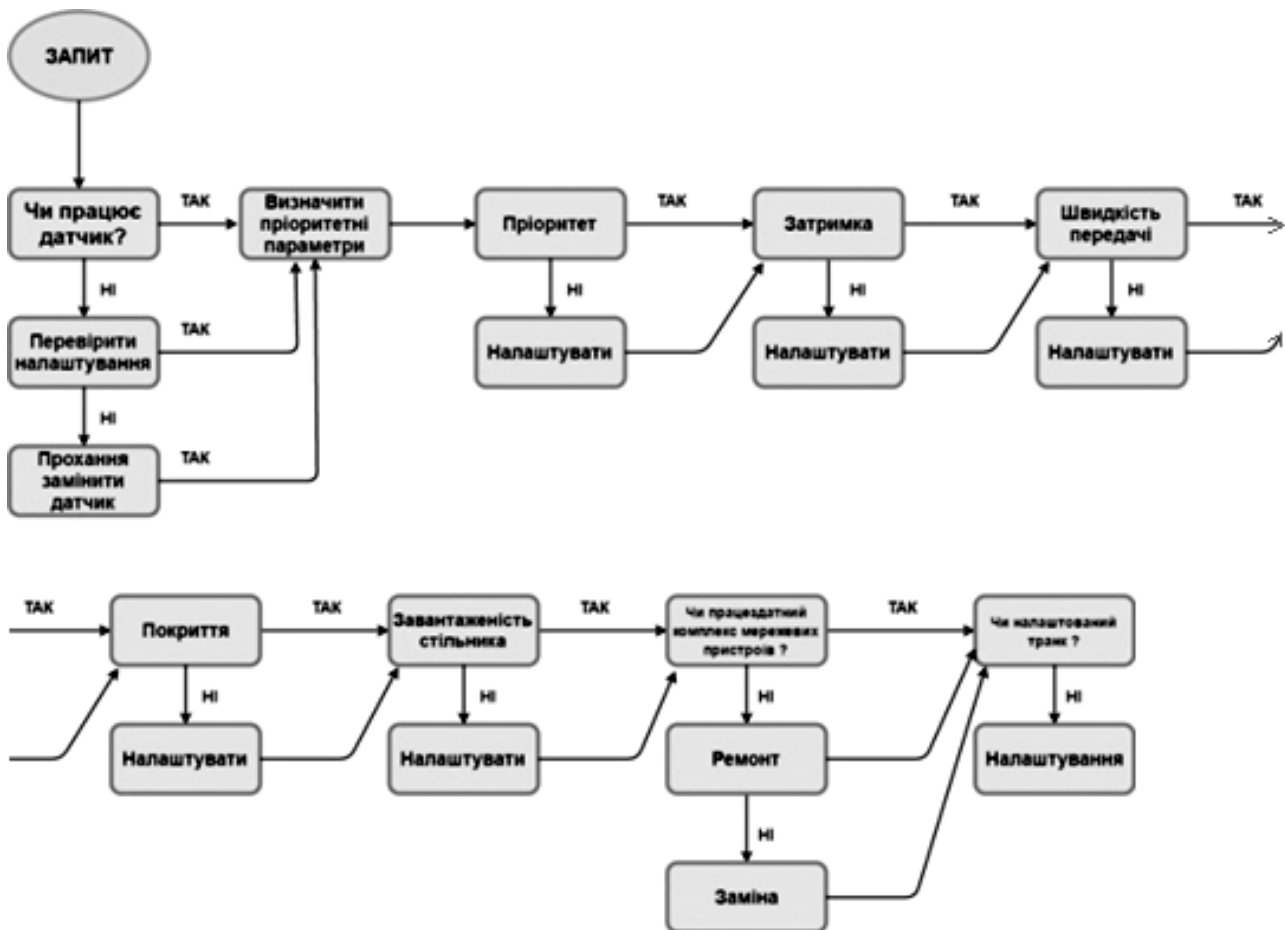 ЗАПИТ
Чи працює
датчик?
ТАК
Визначити
пріоритетні
параметри
Пріоритет
ТАК
Затримка
ТАК
Швидкість
передачі
ТАК
НІ
НІ
НІ
НІ
Перевірити
налаштування
ТАК
Налаштувати
Налаштувати
Налаштувати
НІ
Прохання
замінити
датчик
ТАК
ТАК
Покриття
ТАК
Завантаженість
стільника
ТАК
Чи працездатний
комплекс мережевих
пристроїв ?
ТАК
Чи налаштований
транк ?
НІ
НІ
НІ
НІ
Налаштувати
Налаштувати
Ремонт
Налаштування
НІ
Заміна